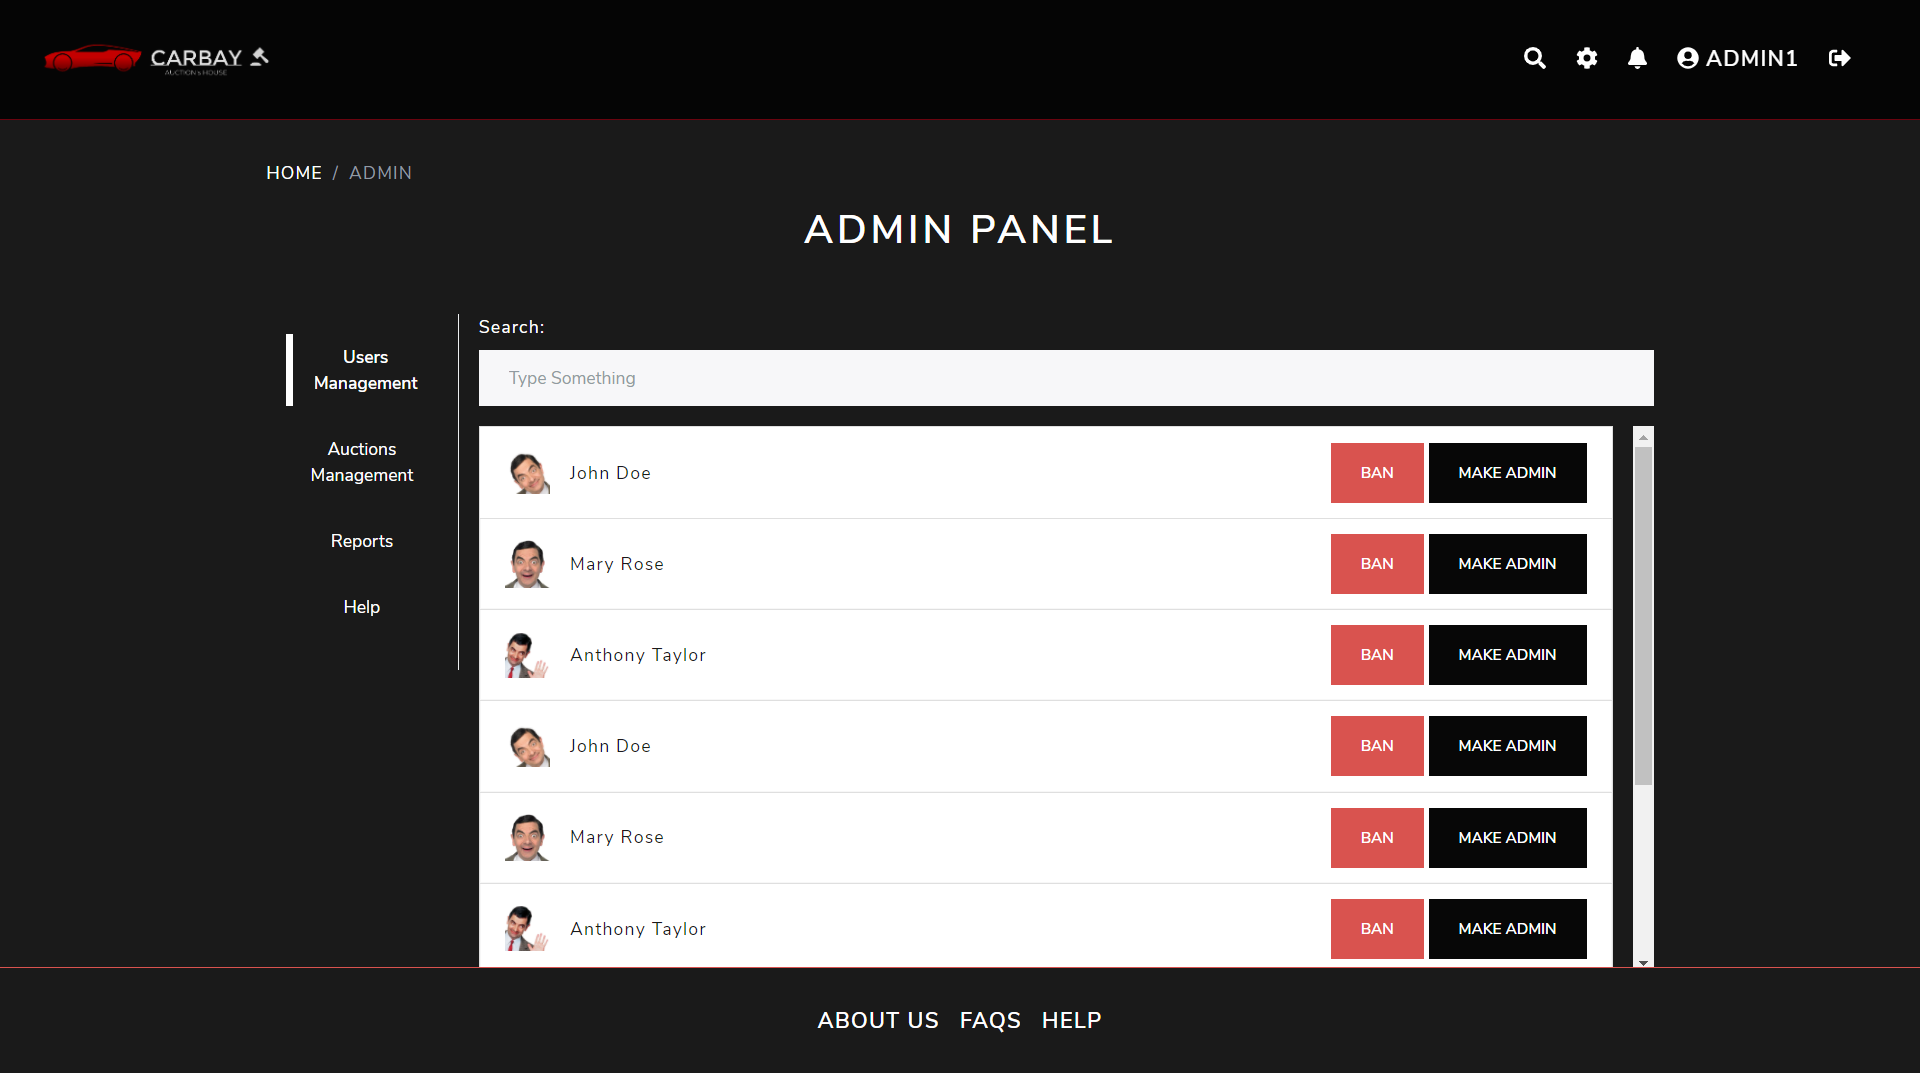 CARBAY
AUCTION's HOUSE
ADMIN1
HOME / ADMIN
ADMIN PANEL
Users
Management
Auctions
Management
Reports
Help
Search:
Type Something
John Doe BAN MAKE ADMIN
Mary Rose BAN MAKE ADMIN
Anthony Taylor BAN MAKE ADMIN
John Doe BAN MAKE ADMIN
Mary Rose BAN MAKE ADMIN
Anthony Taylor BAN MAKE ADMIN
ABOUT US FAQS HELP